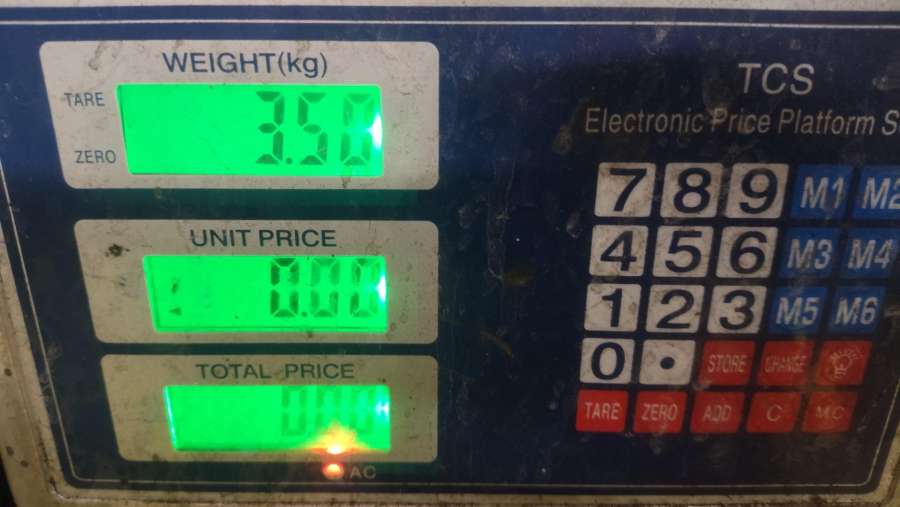 WEIGHT(kg)
TARE
3.50
ZERO
UNIT PRICE
0.00
TOTAL PRICE
0.00
AC
TCS
Electronic Price Platform
7 8 9 M1
4 5 6 M3 M4
1 2 3 M5 M6
0 . STORE CHANGE
TARE ZERO ADD C MC